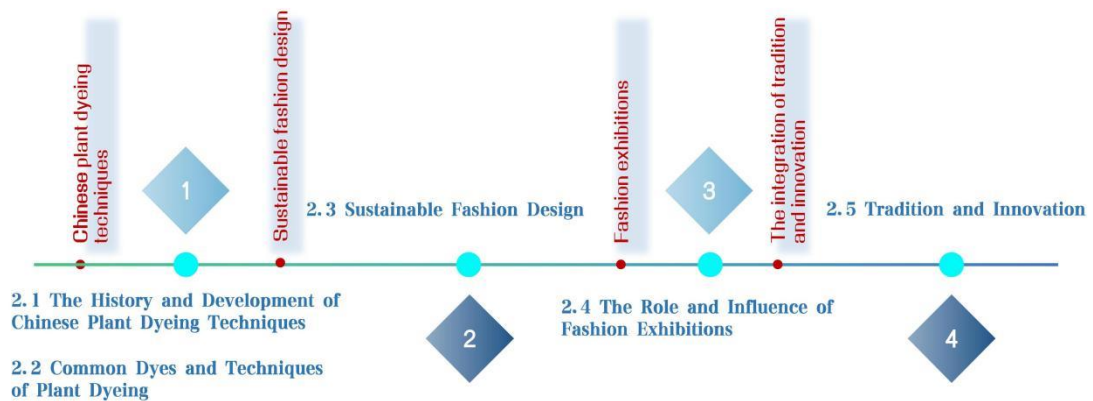 Chinese plant dyeing
techniques
1
2.1 The History and Development of
Chinese Plant Dyeing Techniques
2.2 Common Dyes and Techniques
of Plant Dyeing
Sustainable fashion design
2.3 Sustainable Fashion Design
2
Fashion exhibitions
3
2.4 The Role and Influence of
Fashion Exhibitions
The integration of tradition
and innovation
2.5 Tradition and Innovation
4